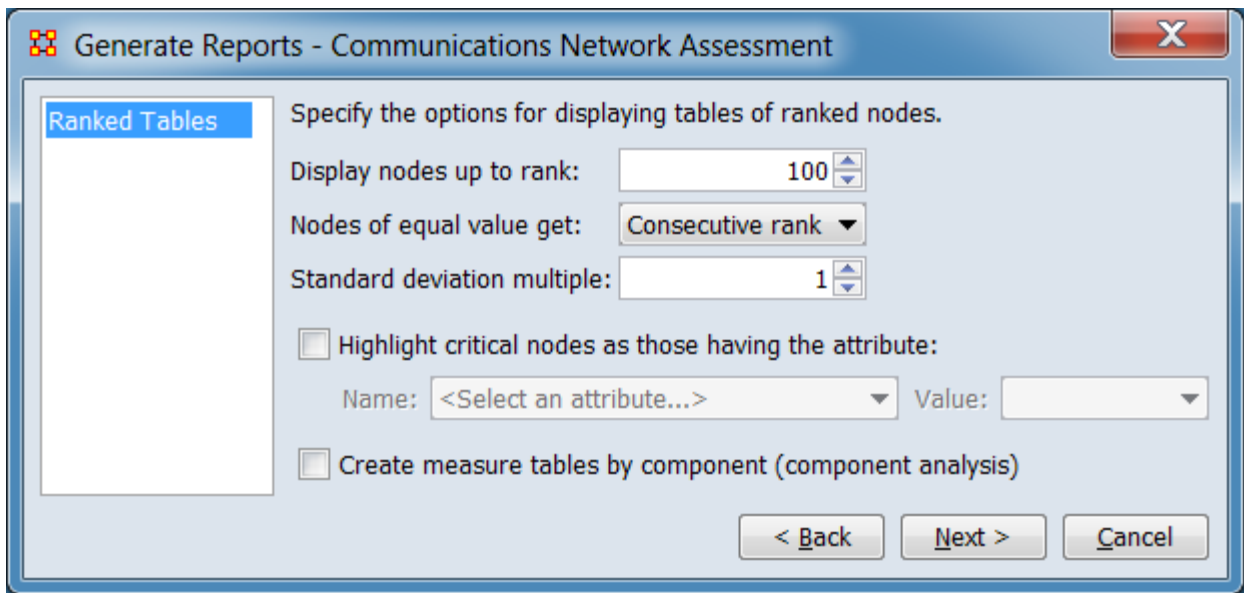 Generate Reports - Communications Network Assessment
X
Ranked Tables
Specify the options for displaying tables of ranked nodes.
Display nodes up to rank: 100
Nodes of equal value get: Consecutive rank
Standard deviation multiple: 1
Highlight critical nodes as those having the attribute:
Name: <Select an attribute...> Value:
Create measure tables by component (component analysis)
< Back Next > Cancel